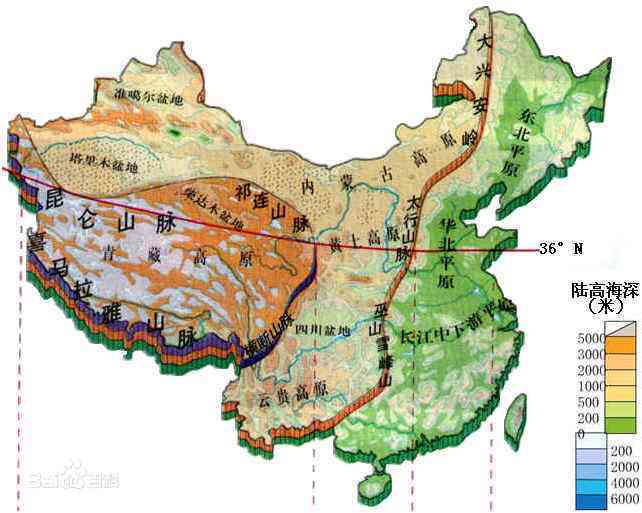 大兴安岭
准噶尔盆地
东北平原
塔里木盆地
内蒙古高原
昆仑山脉
柴达木盆地
祁连山脉
太行山脉
黄土高原
华北平原
36° N
青藏高原
喜马拉雅山脉
陆高海深
(米)
横断山脉
四川盆地
巫山雪峰山
长江中下游平原
云贵高原
5000
3000
2000
1000
500
200
0
200
2000
4000
6000
Bai百科